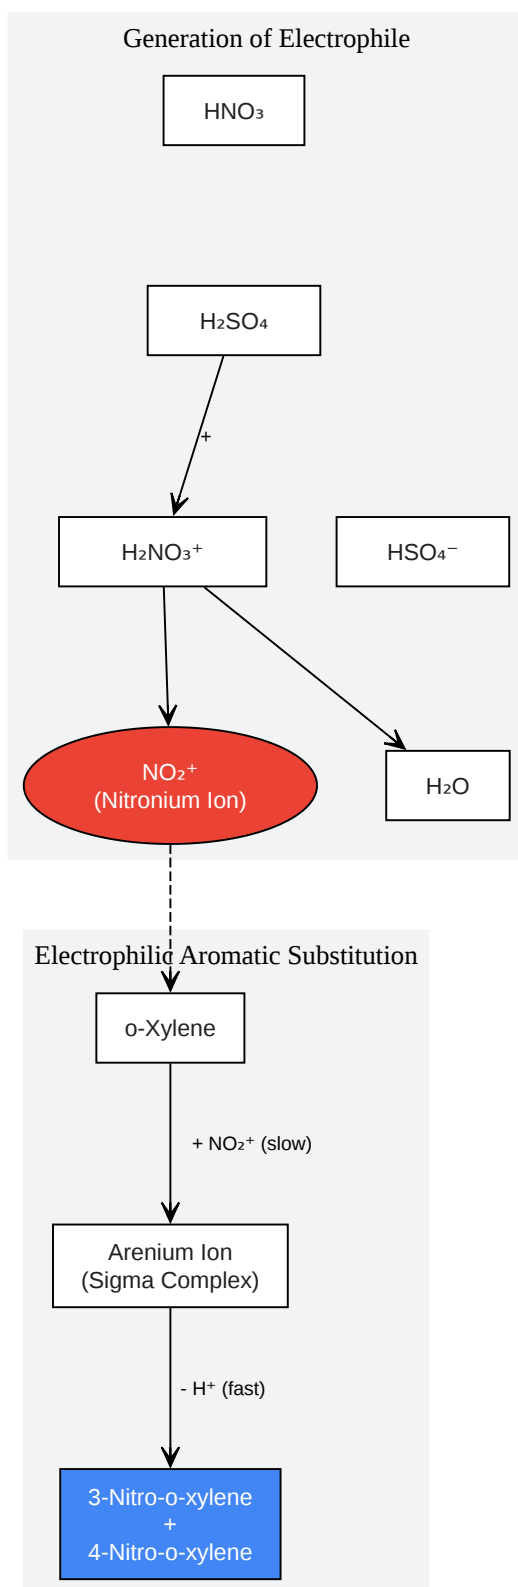 Generation of Electrophile
HNO₃
H₂SO₄
+
H₂NO₃⁺
HSO₄⁻
NO₂⁺
(Nitronium Ion)
H₂O
Electrophilic Aromatic Substitution
o-Xylene
+ NO₂⁺ (slow)
Arenium Ion
(Sigma Complex)
- H⁺ (fast)
3-Nitro-o-xylene
+
4-Nitro-o-xylene